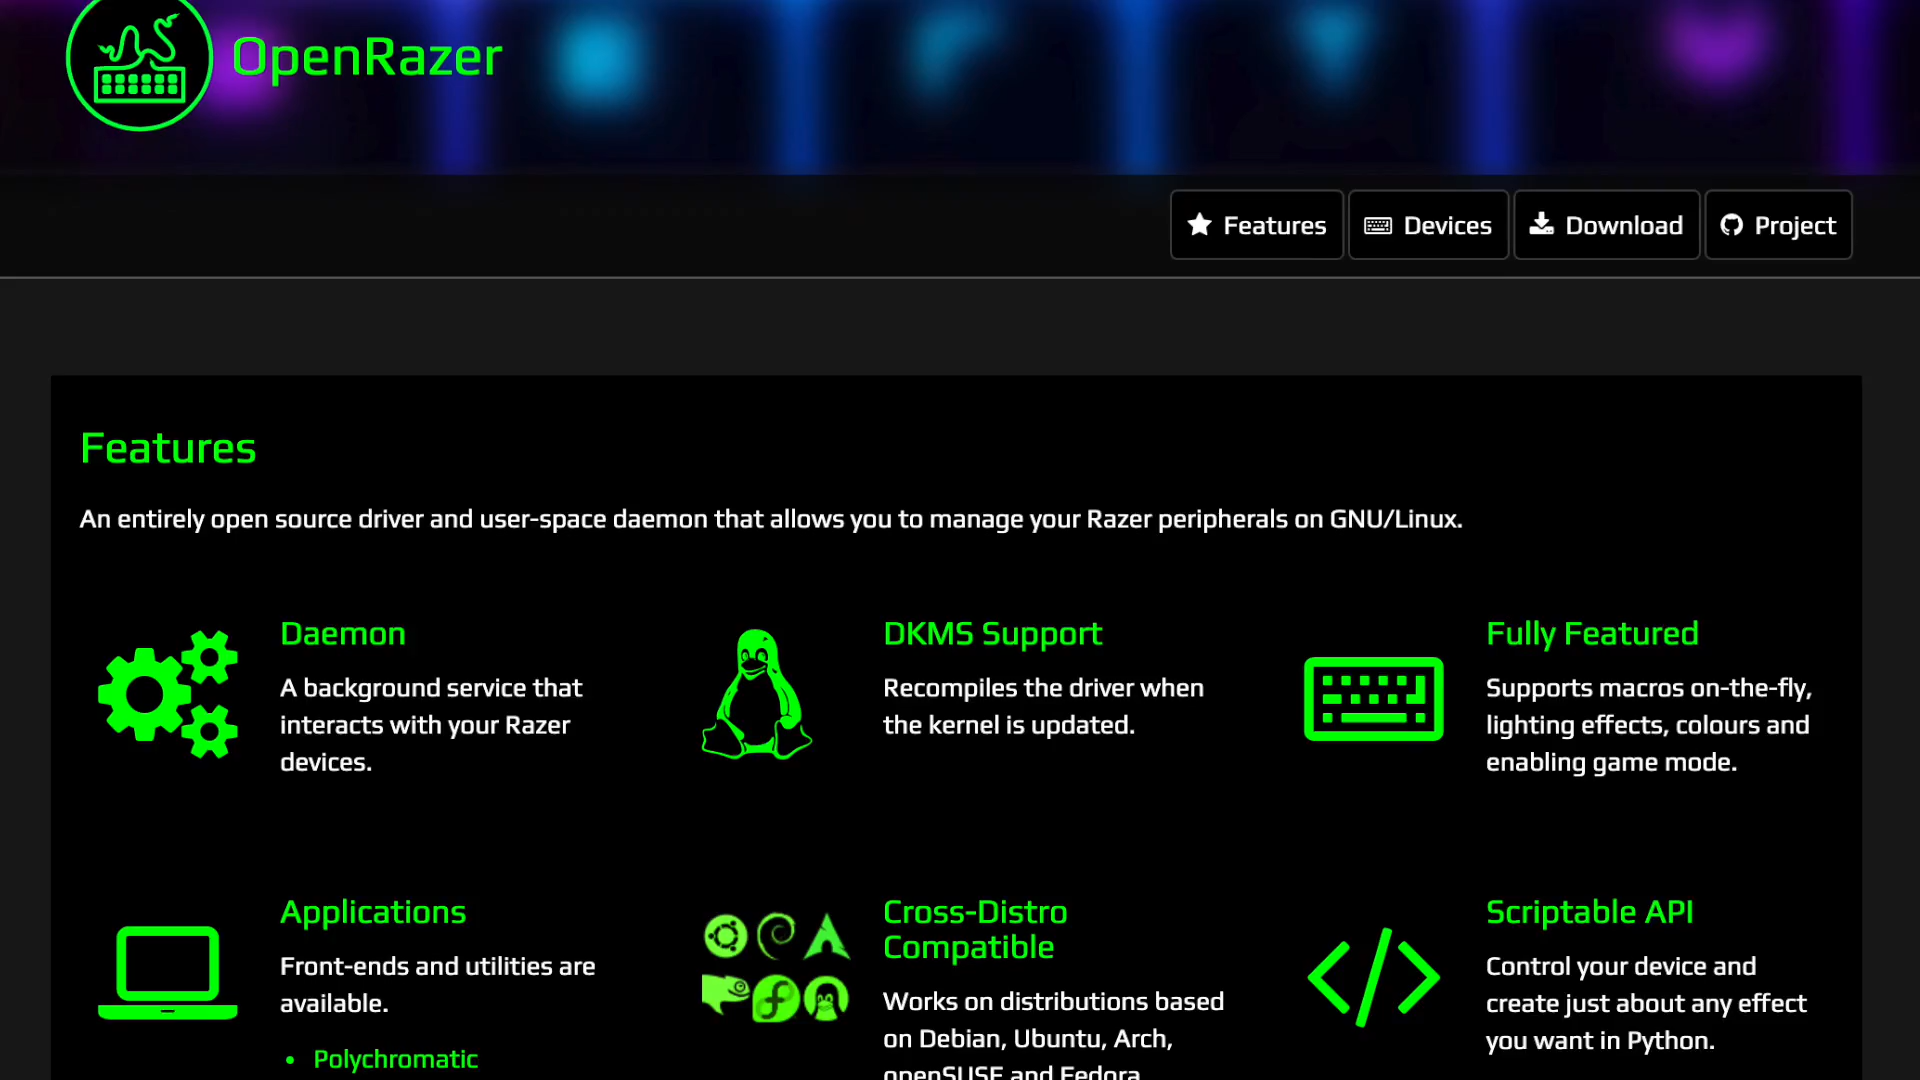 OpenRazer
Features
Devices
Download
Project
Features
An entirely open source driver and user-space daemon that allows you to manage your Razer peripherals on GNU/Linux.
Daemon
A background service that
interacts with your Razer
devices.
DKMS Support
Recompiles the driver when
the kernel is updated.
Fully Featured
Supports macros on-the-fly,
lighting effects, colours and
enabling game mode.
Applications
Front-ends and utilities are
available.
• Polychromatic
Cross-Distro
Compatible
Works on distributions based
on Debian, Ubuntu, Arch,
openSUSE and Fedora
Scriptable API
Control your device and
create just about any effect
you want in Python.